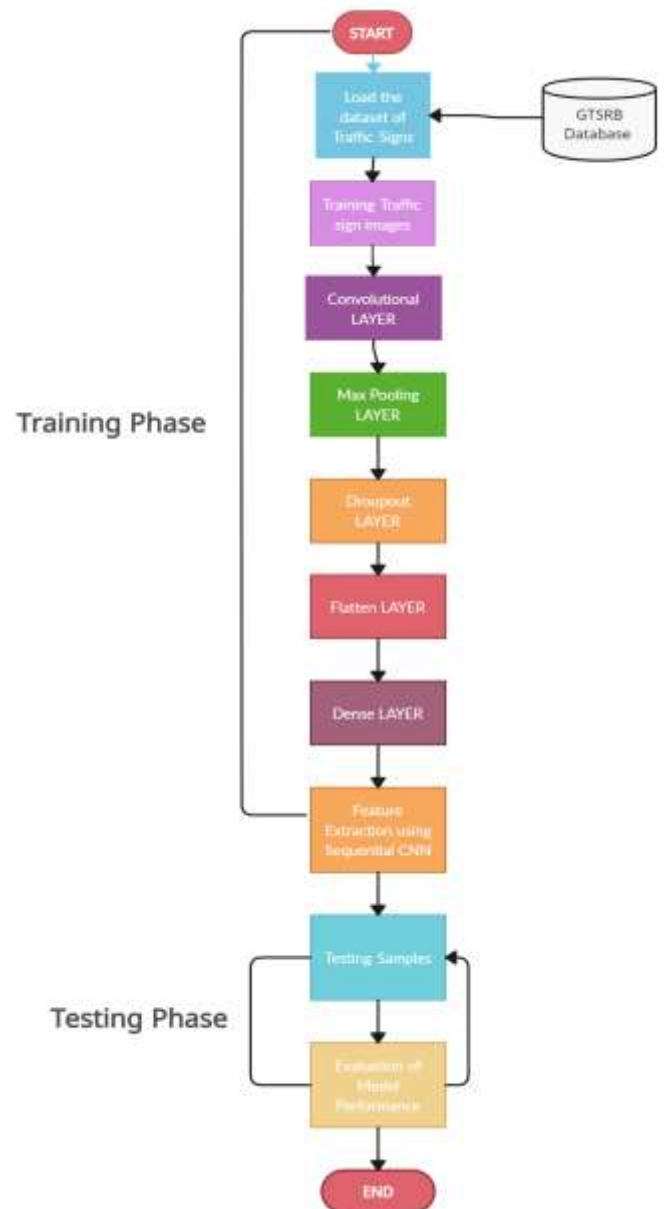 START
Load the
dataset of
Traffic Signs
GTSRB
Database
Training Traffic
sign images
Convolutional
LAYER
Max Pooling
LAYER
Training Phase
Droupout
LAYER
Flatten LAYER
Dense LAYER
Feature
Extraction using
Sequential CNN
Testing Samples
Testing Phase
Evaluation of
Model
Performance
END